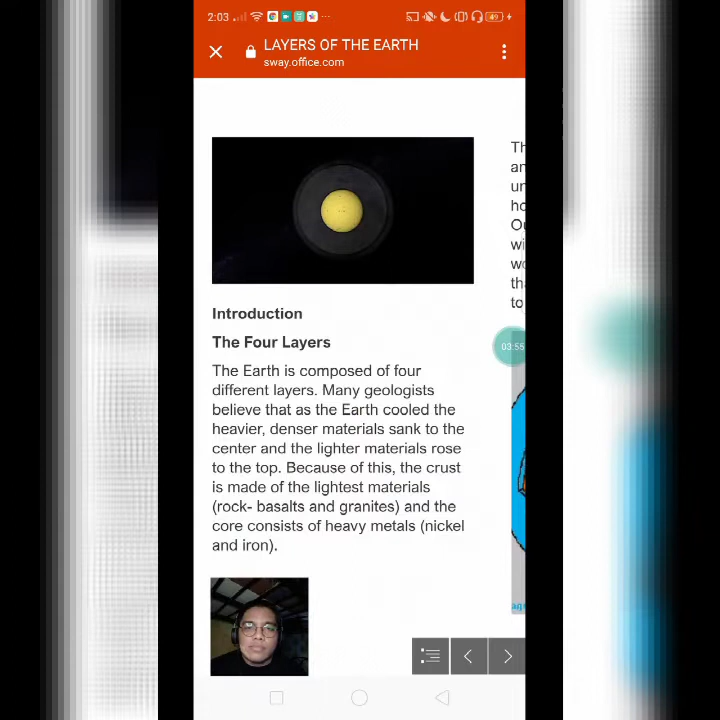 2:03
49
LAYERS OF THE EARTH
sway.office.com
Introduction
The Four Layers
The Earth is composed of four
different layers. Many geologists
believe that as the Earth cooled the
heavier, denser materials sank to the
center and the lighter materials rose
to the top. Because of this, the crust
is made of the lightest materials
(rock- basalts and granites) and the
core consists of heavy metals (nickel
and iron).
03:55